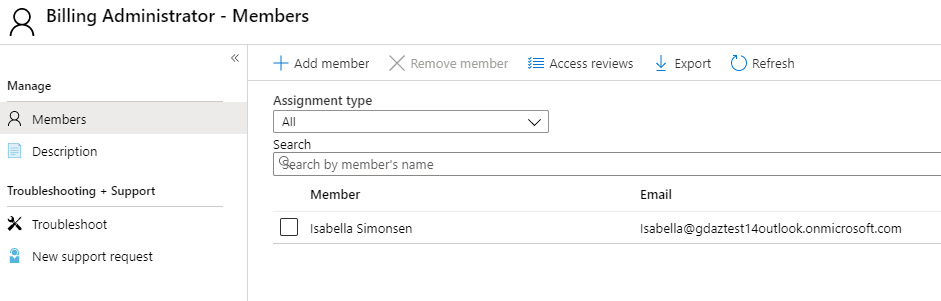 Billing Administrator - Members
«
Manage
Members
Description
Troubleshooting + Support
Troubleshoot
New support request
Add member Remove member Access reviews Export Refresh
Assignment type
All
Search
Search by member's name
Member Email
Isabella Simonsen Isabella@gdaztest14outlook.onmicrosoft.com